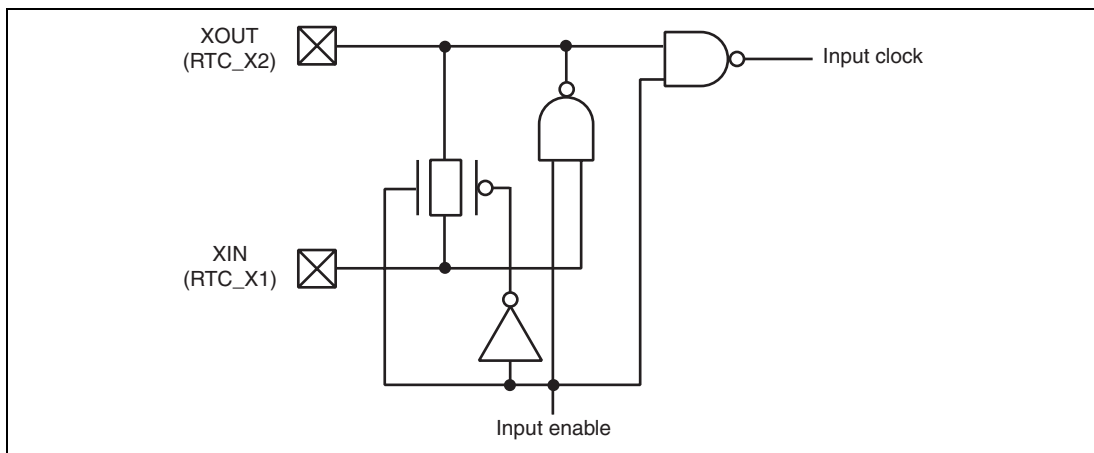 XOUT
(RTC_X2)
Input clock
XIN
(RTC_X1)
Input enable